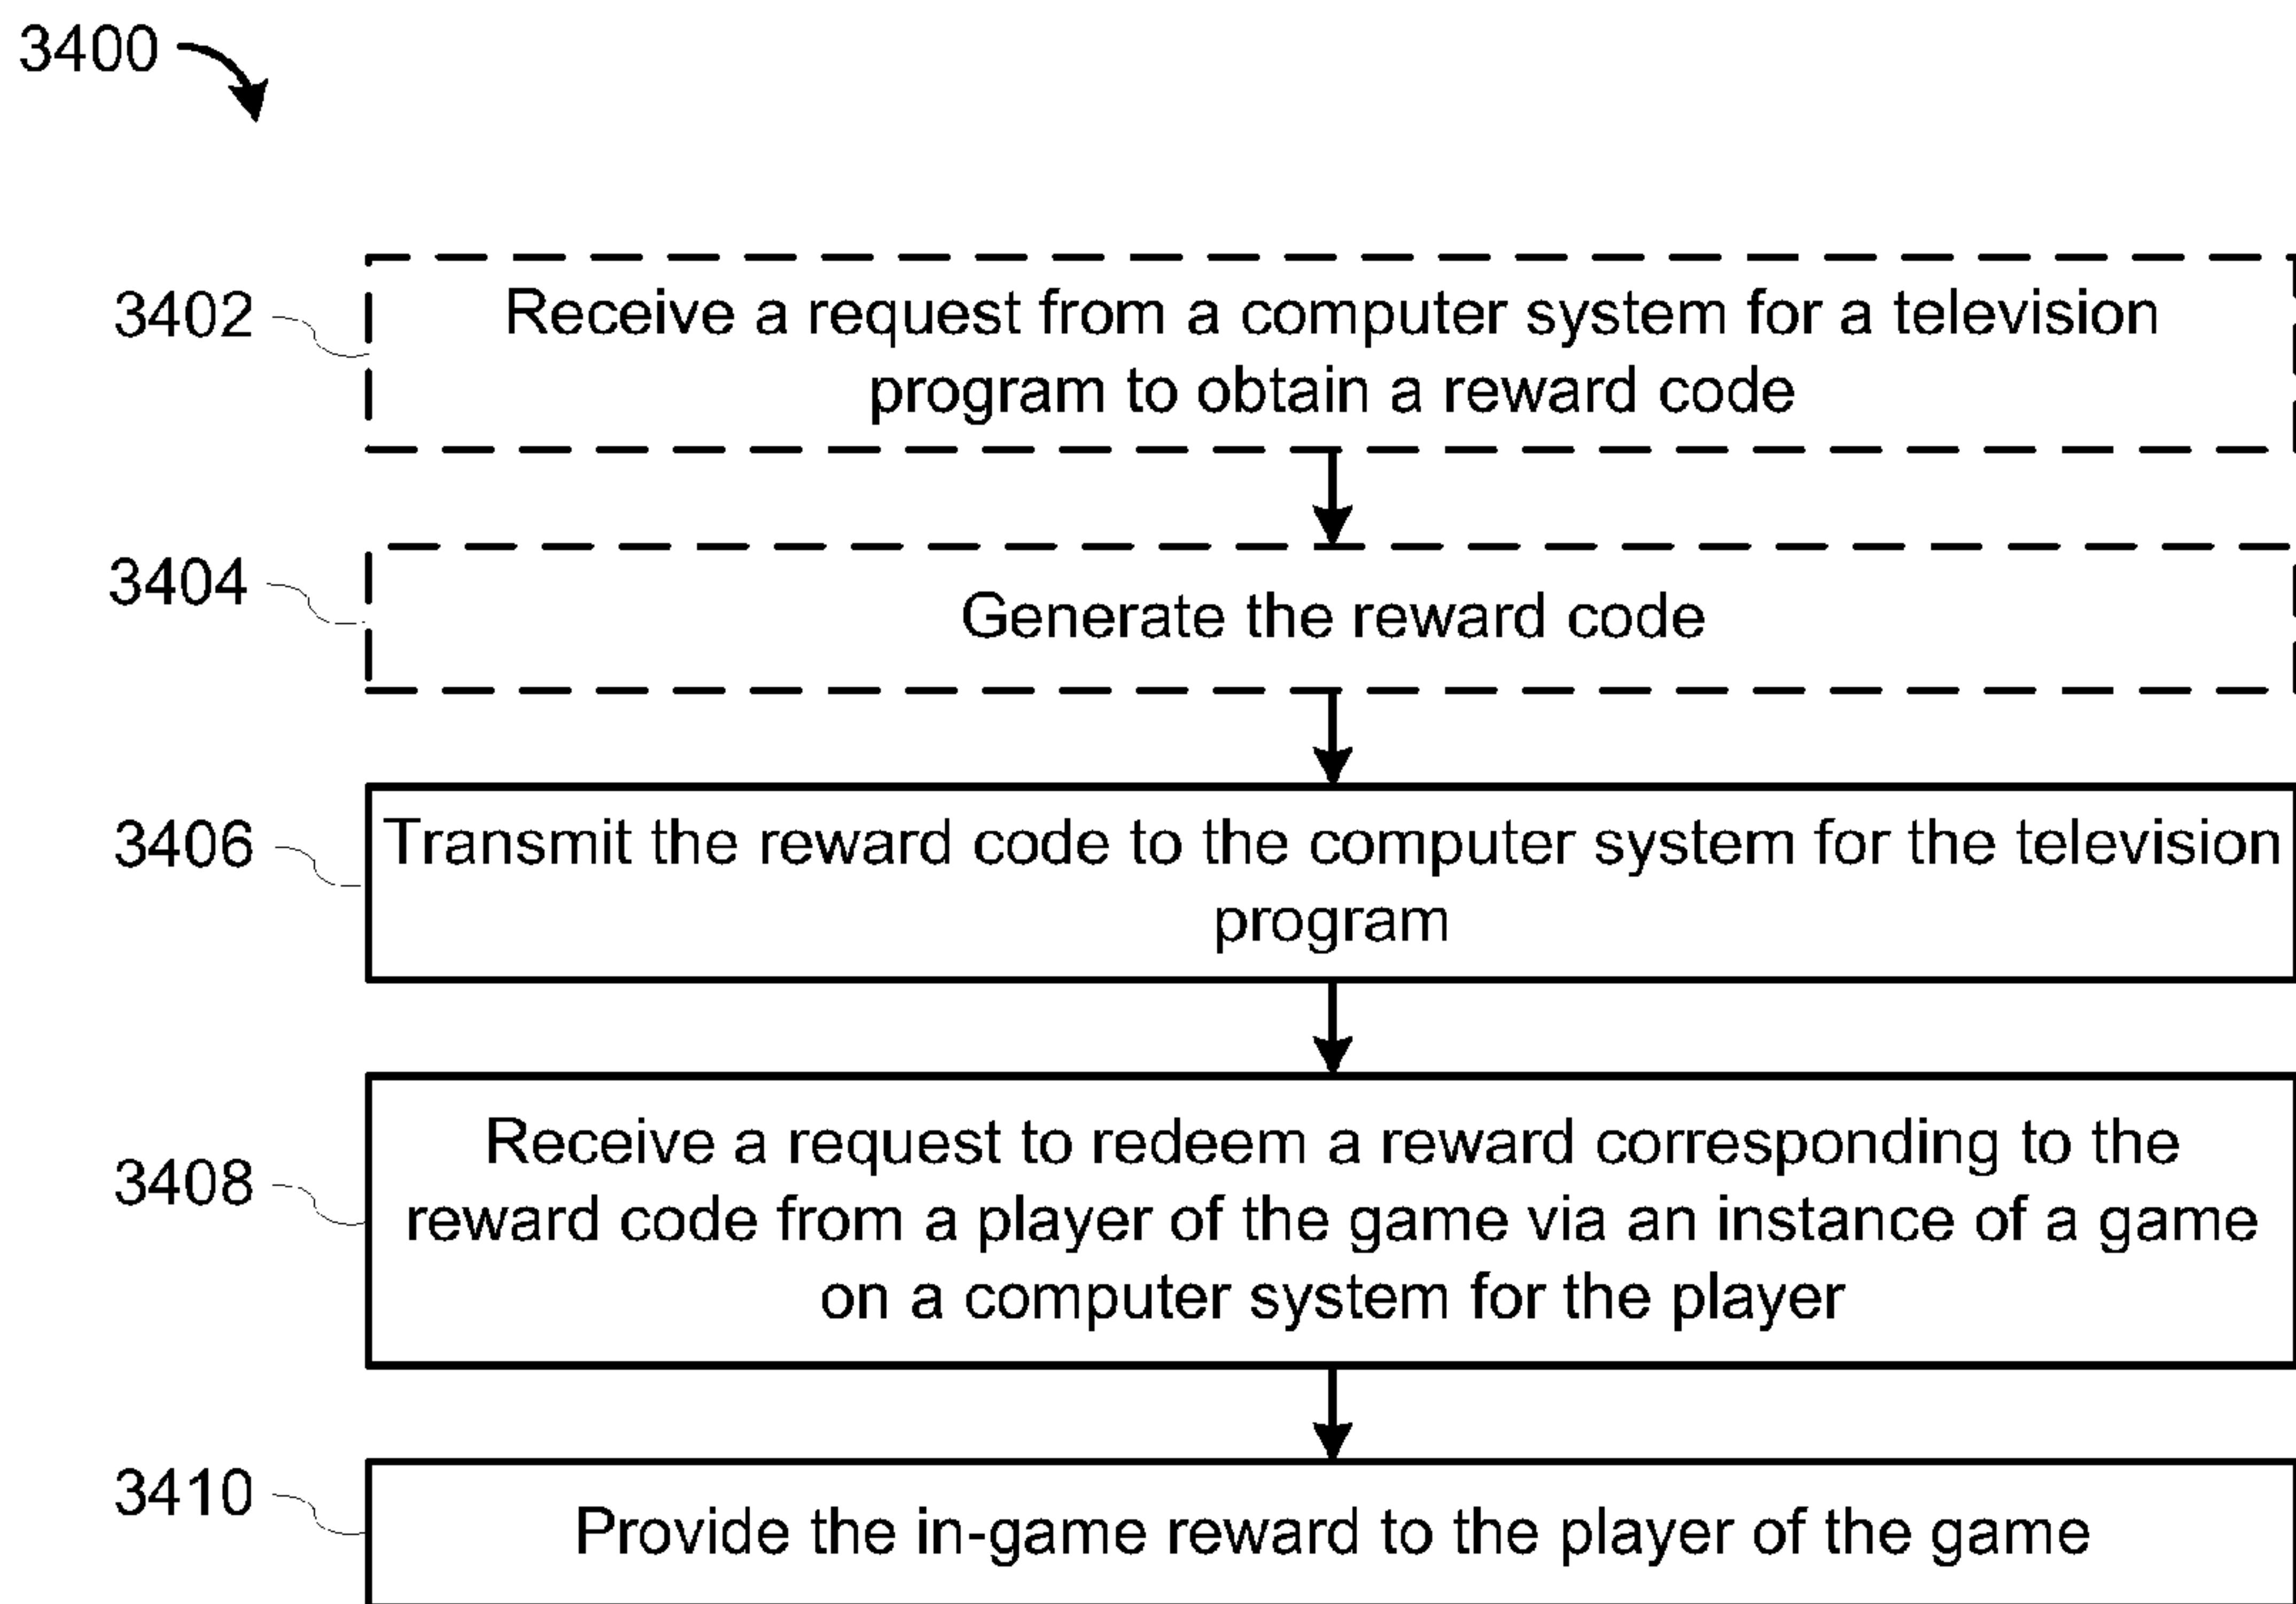 3400
3402
Receive a request from a computer system for a television
program to obtain a reward code
3404
Generate the reward code
3406
Transmit the reward code to the computer system for the television
program
3408
Receive a request to redeem a reward corresponding to the
reward code from a player of the game via an instance of a game
on a computer system for the player
3410
Provide the in-game reward to the player of the game